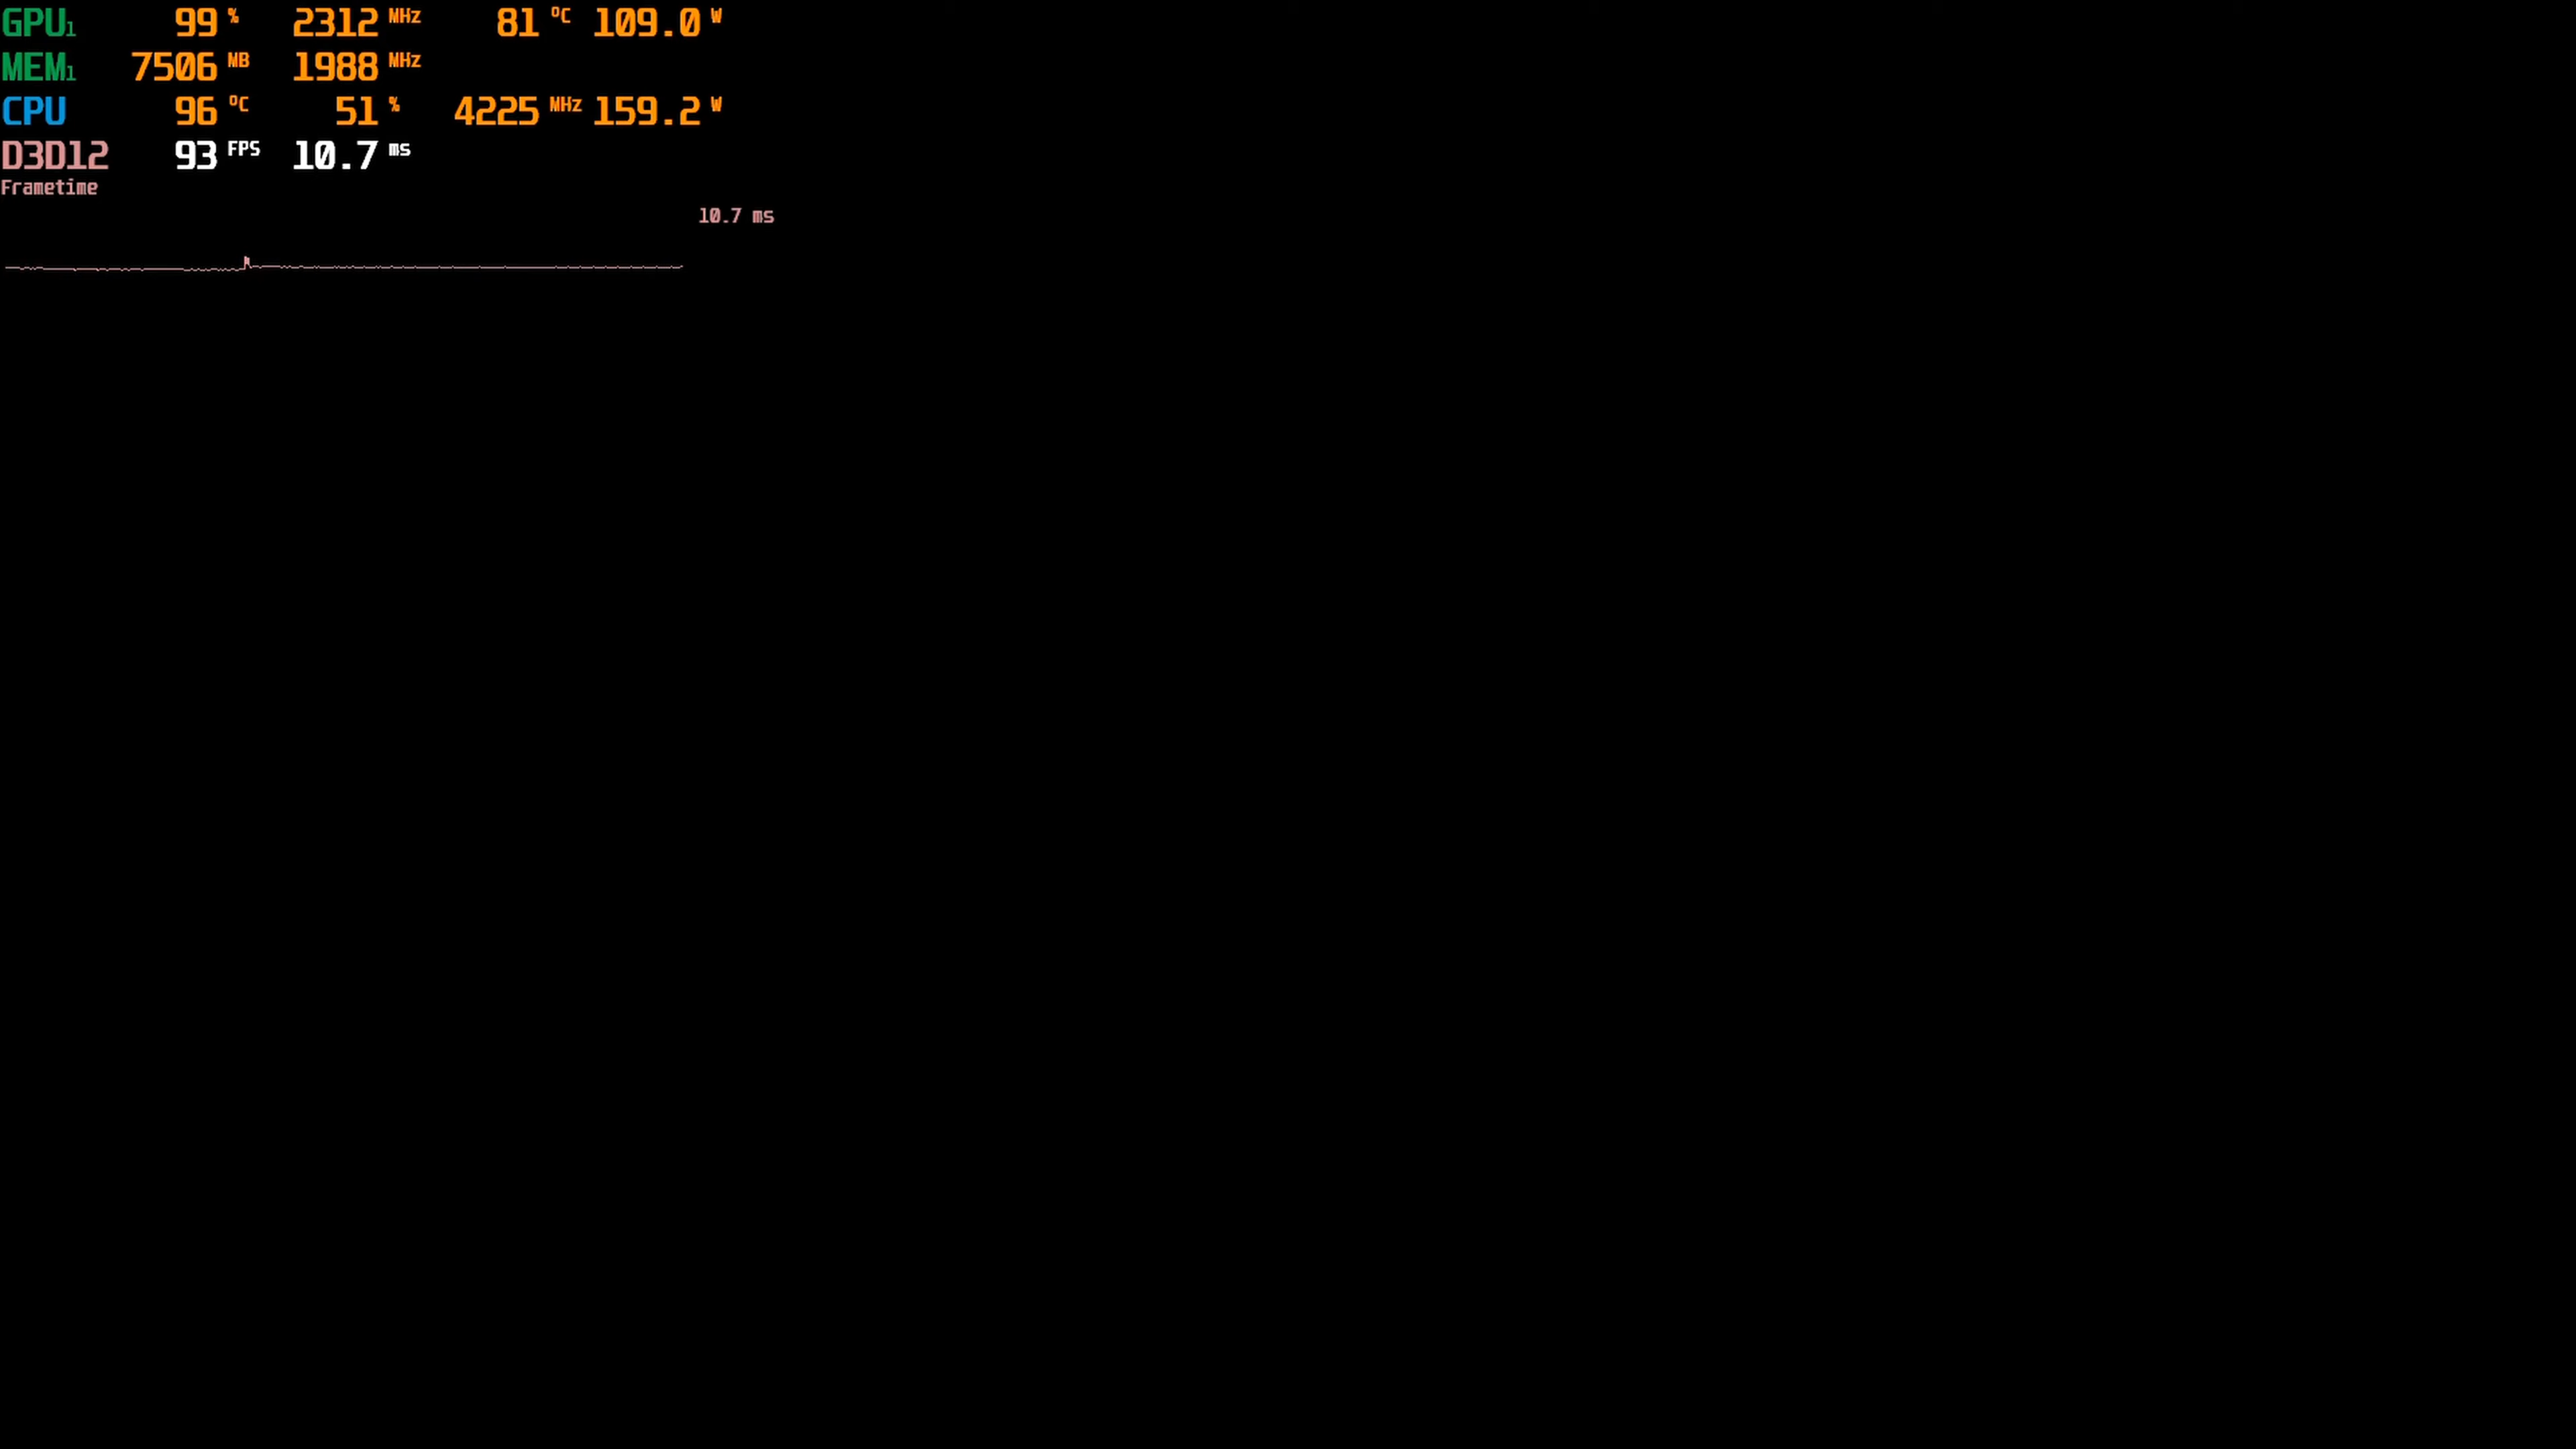 GPU1 99 % 2312 MHz 81 °C 109.0 W
MEM1 7506 MB 1988 MHz
CPU 96 °C 51 % 4225 MHz 159.2 W
D3D12 93 FPS 10.7 ms
Frametime
10.7 ms